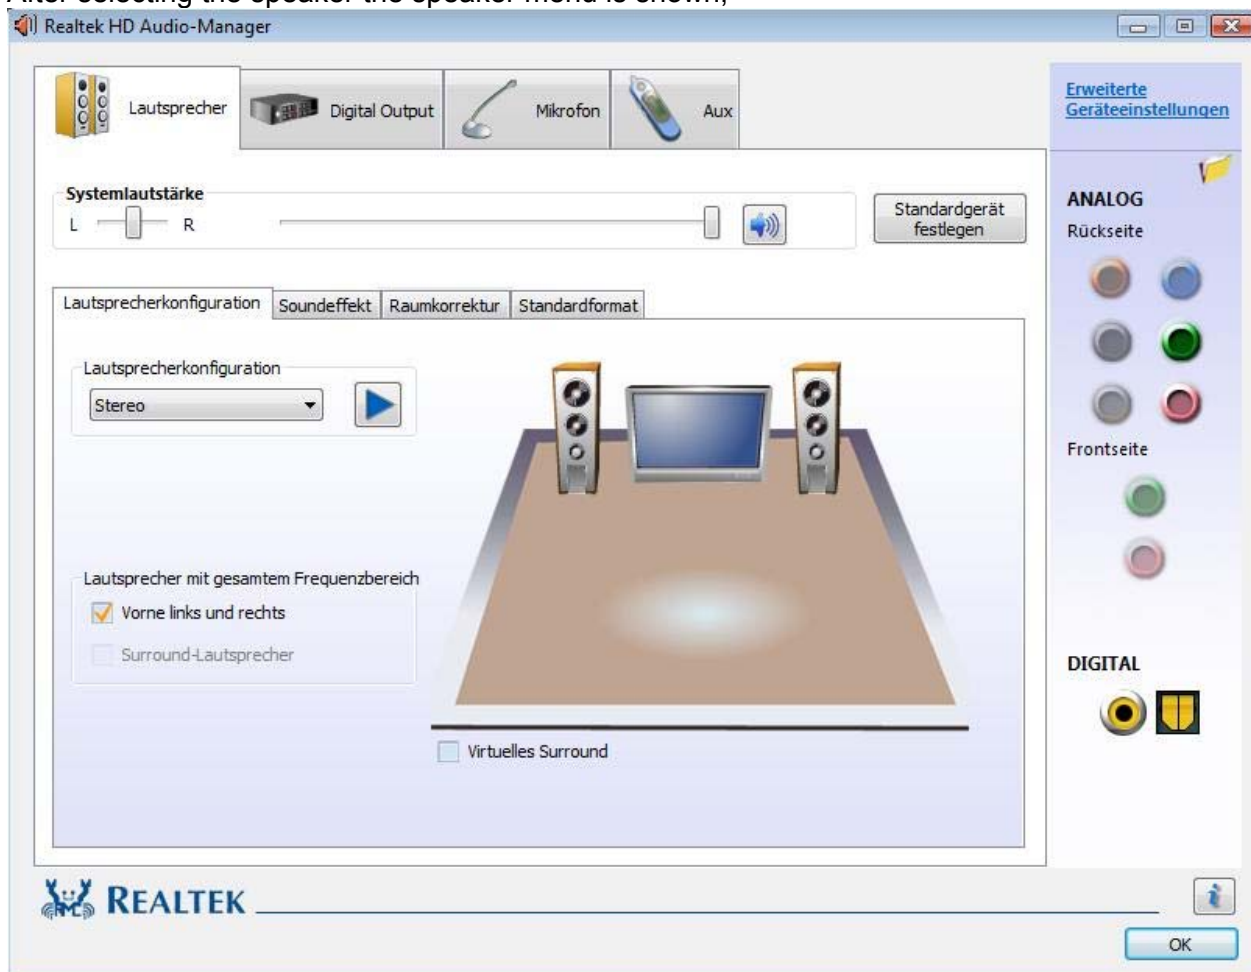 After selecting the speaker the speaker menu is shown,
Realtek HD Audio-Manager
Lautsprecher
Digital Output
Mikrofon
Aux
Erweiterte
Geräteeinstellungen
Systemlautstärke
L
R
Standardgerät
festlegen
ANALOG
Rückseite
Lautsprecherkonfiguration
Soundeffekt
Raumkorrektur
Standardformat
Lautsprecherkonfiguration
Stereo
Frontseite
Lautsprecher mit gesamtem Frequenzbereich
Vorne links und rechts
Surround-Lautsprecher
DIGITAL
Virtuelles Surround
REALTEK
i
OK